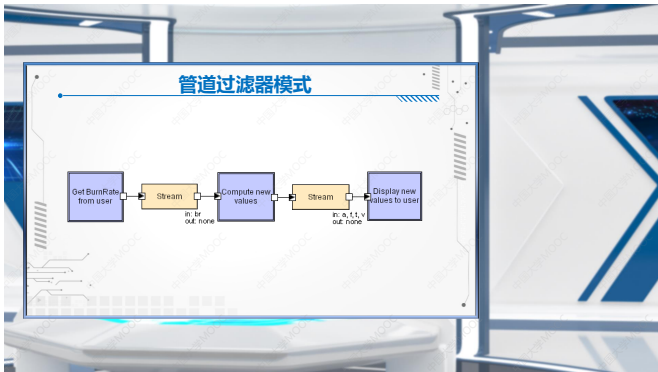 管道过滤器模式
Get BurnRate
from user
Stream
in: br
out: none
Compute new
values
Stream
in: a, f, t, v
out: none
Display new
values to user